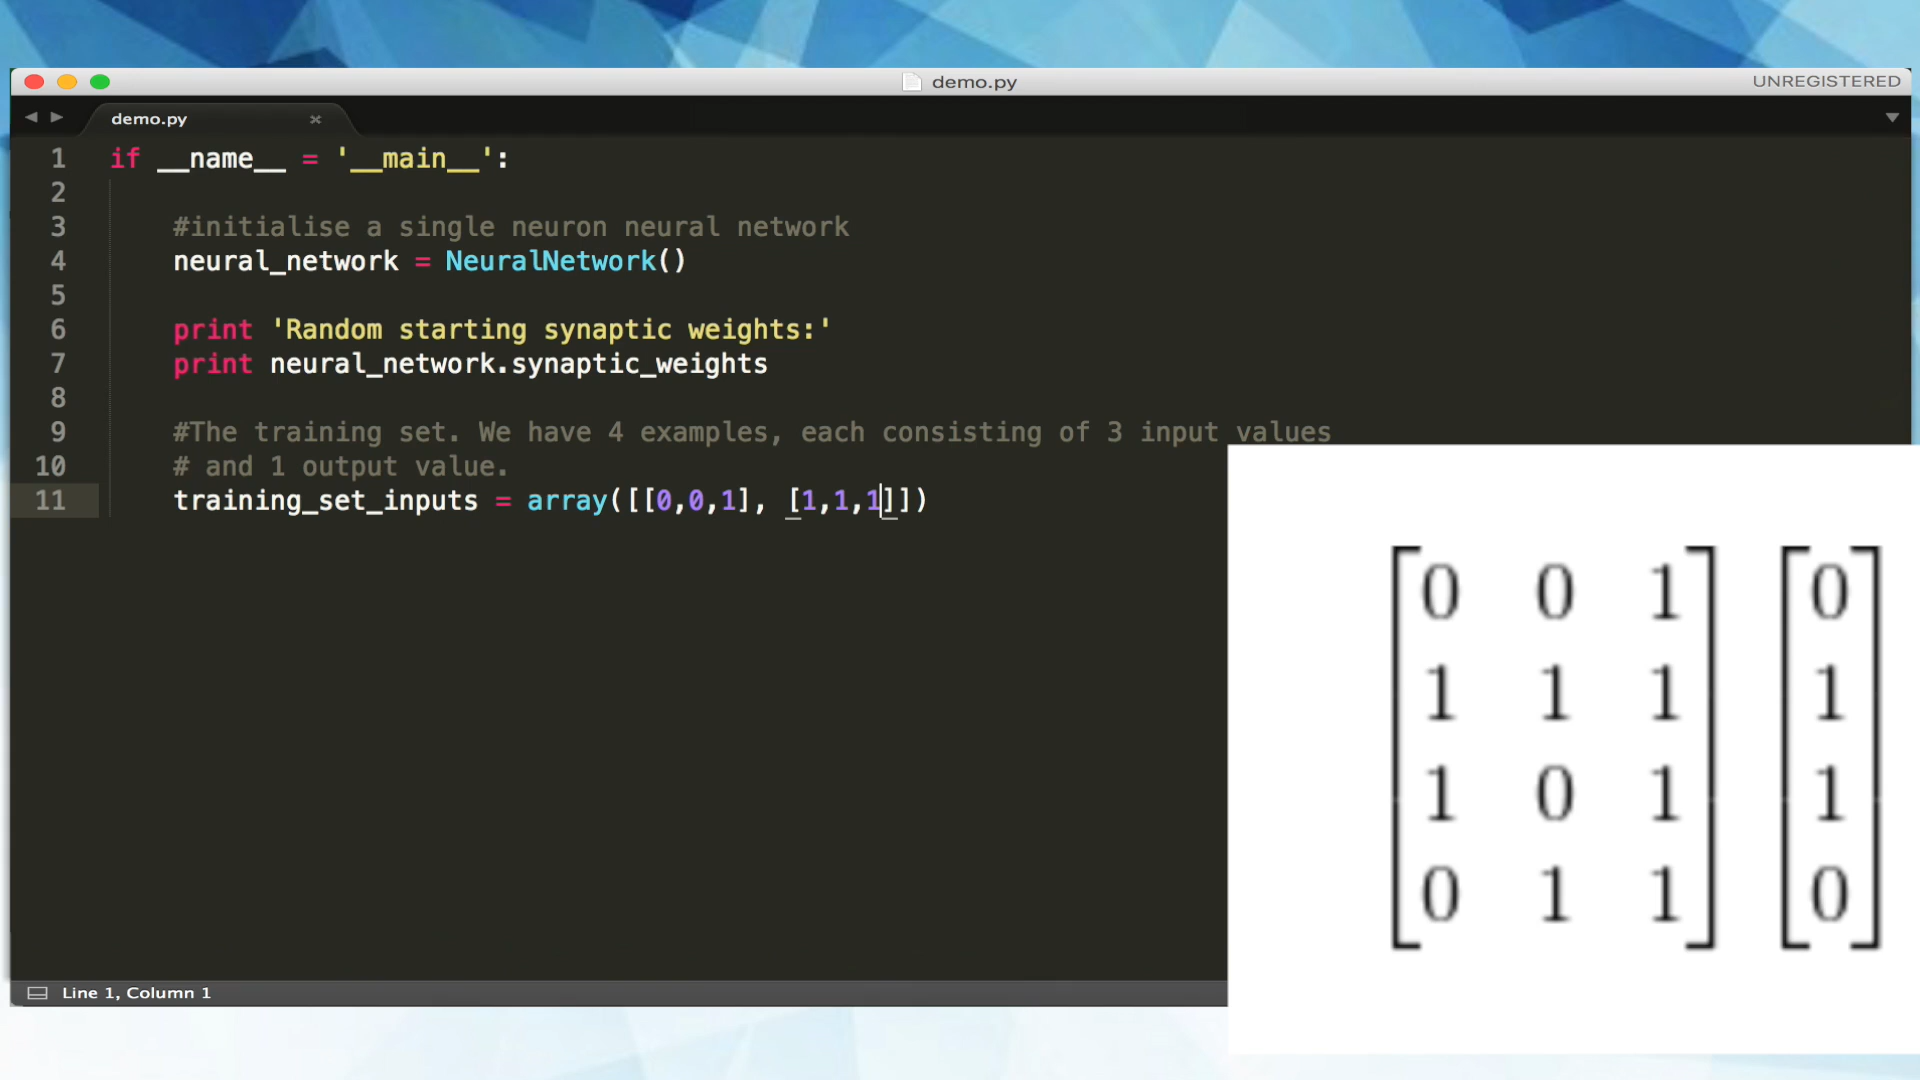 demo.py
UNREGISTERED
demo.py
1 if __name__ = '__main__':
2
3 #initialise a single neuron neural network
4 neural_network = NeuralNetwork()
5
6 print 'Random starting synaptic weights:'
7 print neural_network.synaptic_weights
8
9 #The training set. We have 4 examples, each consisting of 3 input values
10 # and 1 output value.
11 training_set_inputs = array([[0,0,1], [1,1,1]])
0 0 1 0
1 1 1 1
1 0 1 1
0 1 1 0
Line 1, Column 1